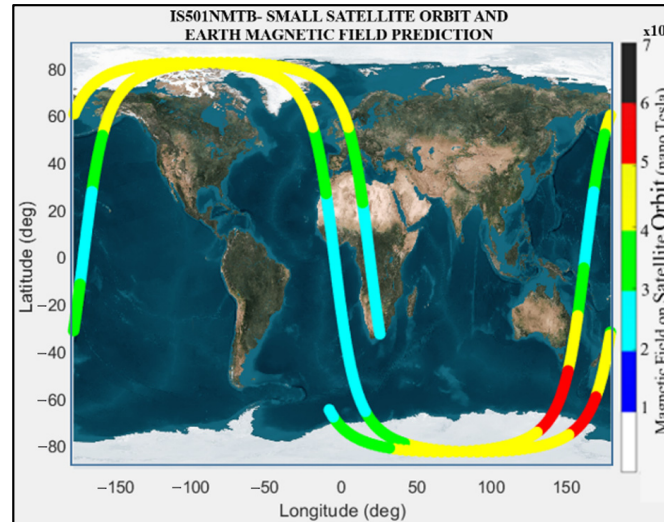 IS501NMTB- SMALL SATELLITE ORBIT AND
EARTH MAGNETIC FIELD PREDICTION
x10
7
6
5
4
3
2
1
Magnetic Field on Satellite Orbit (nano Tesla)
80
60
40
20
0
−20
−40
−60
−80
Latitude (deg)
−150 −100 −50 0 50 100 150
Longitude (deg)